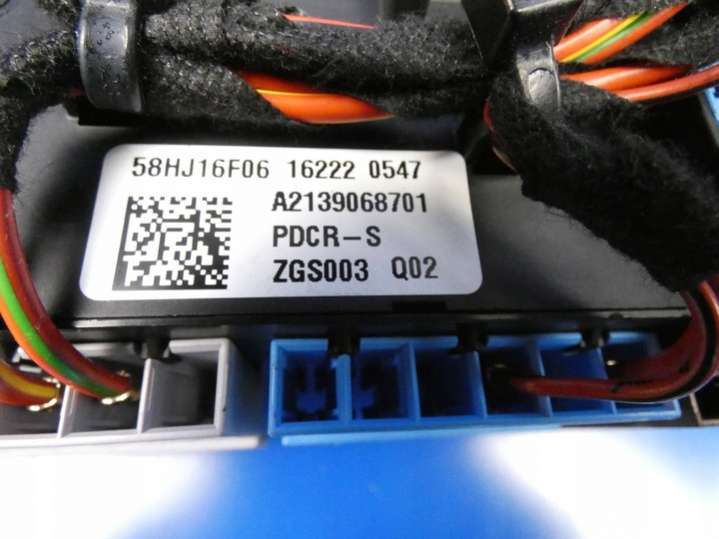 58HJ16F06 16222 0547
A2139068701
PDCR-S
ZGS003 Q02